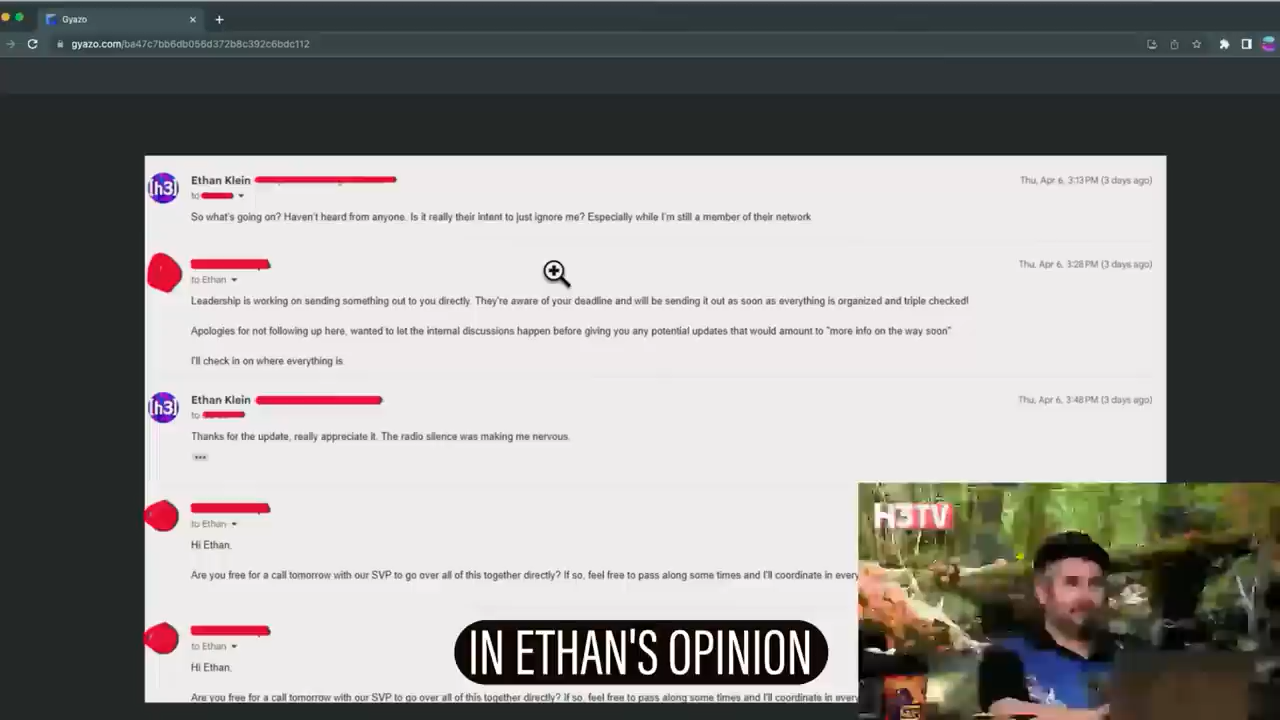 Gyazo
gyazo.com/ba47c7bb6db056d372b8c392c6bdc112
[h3] Ethan Klein
Thu, Apr 6, 3:13 PM (3 days ago)
to
So what's going on? Haven't heard from anyone. Is it really their intent to just ignore me? Especially while I'm still a member of their network
Thu, Apr 6, 3:28 PM (3 days ago)
to Ethan
Leadership is working on sending something out to you directly. They're aware of your deadline and will be sending it out as soon as everything is organized and triple checked!
Apologies for not following up here, wanted to let the internal discussions happen before giving you any potential updates that would amount to "more info on the way soon"
I'll check in on where everything is
[h3] Ethan Klein
Thu, Apr 6, 3:48 PM (3 days ago)
to
Thanks for the update, really appreciate it. The radio silence was making me nervous.
to Ethan
Hi Ethan,
Are you free for a call tomorrow with our SVP to go over all of this together directly? If so, feel free to pass along some times and I'll coordinate in every
H3TV
to Ethan
Hi Ethan,
Are you free for a call tomorrow with our SVP to go over all of this together directly? If so, feel free to pass along some times and I'll coordinate in every
IN ETHAN'S OPINION